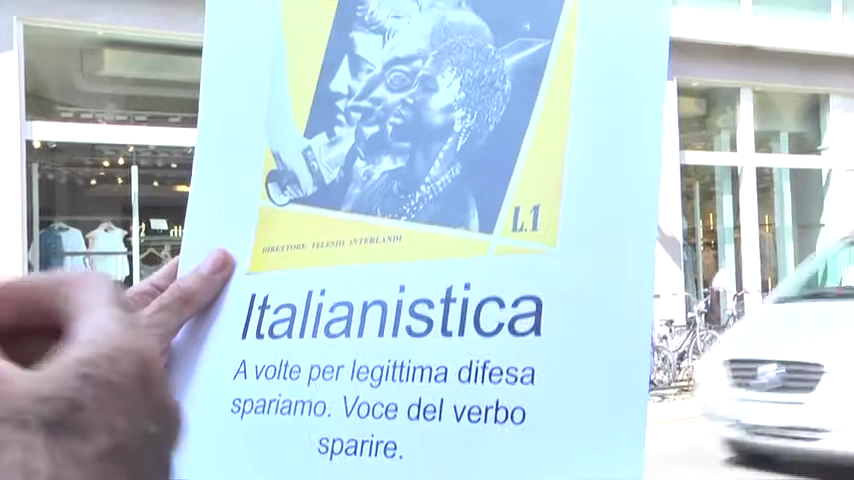 L.1
DIRETTORE TELESIO INTERLANDI
Italianistica
A volte per legittima difesa
spariamo. Voce del verbo
sparire.